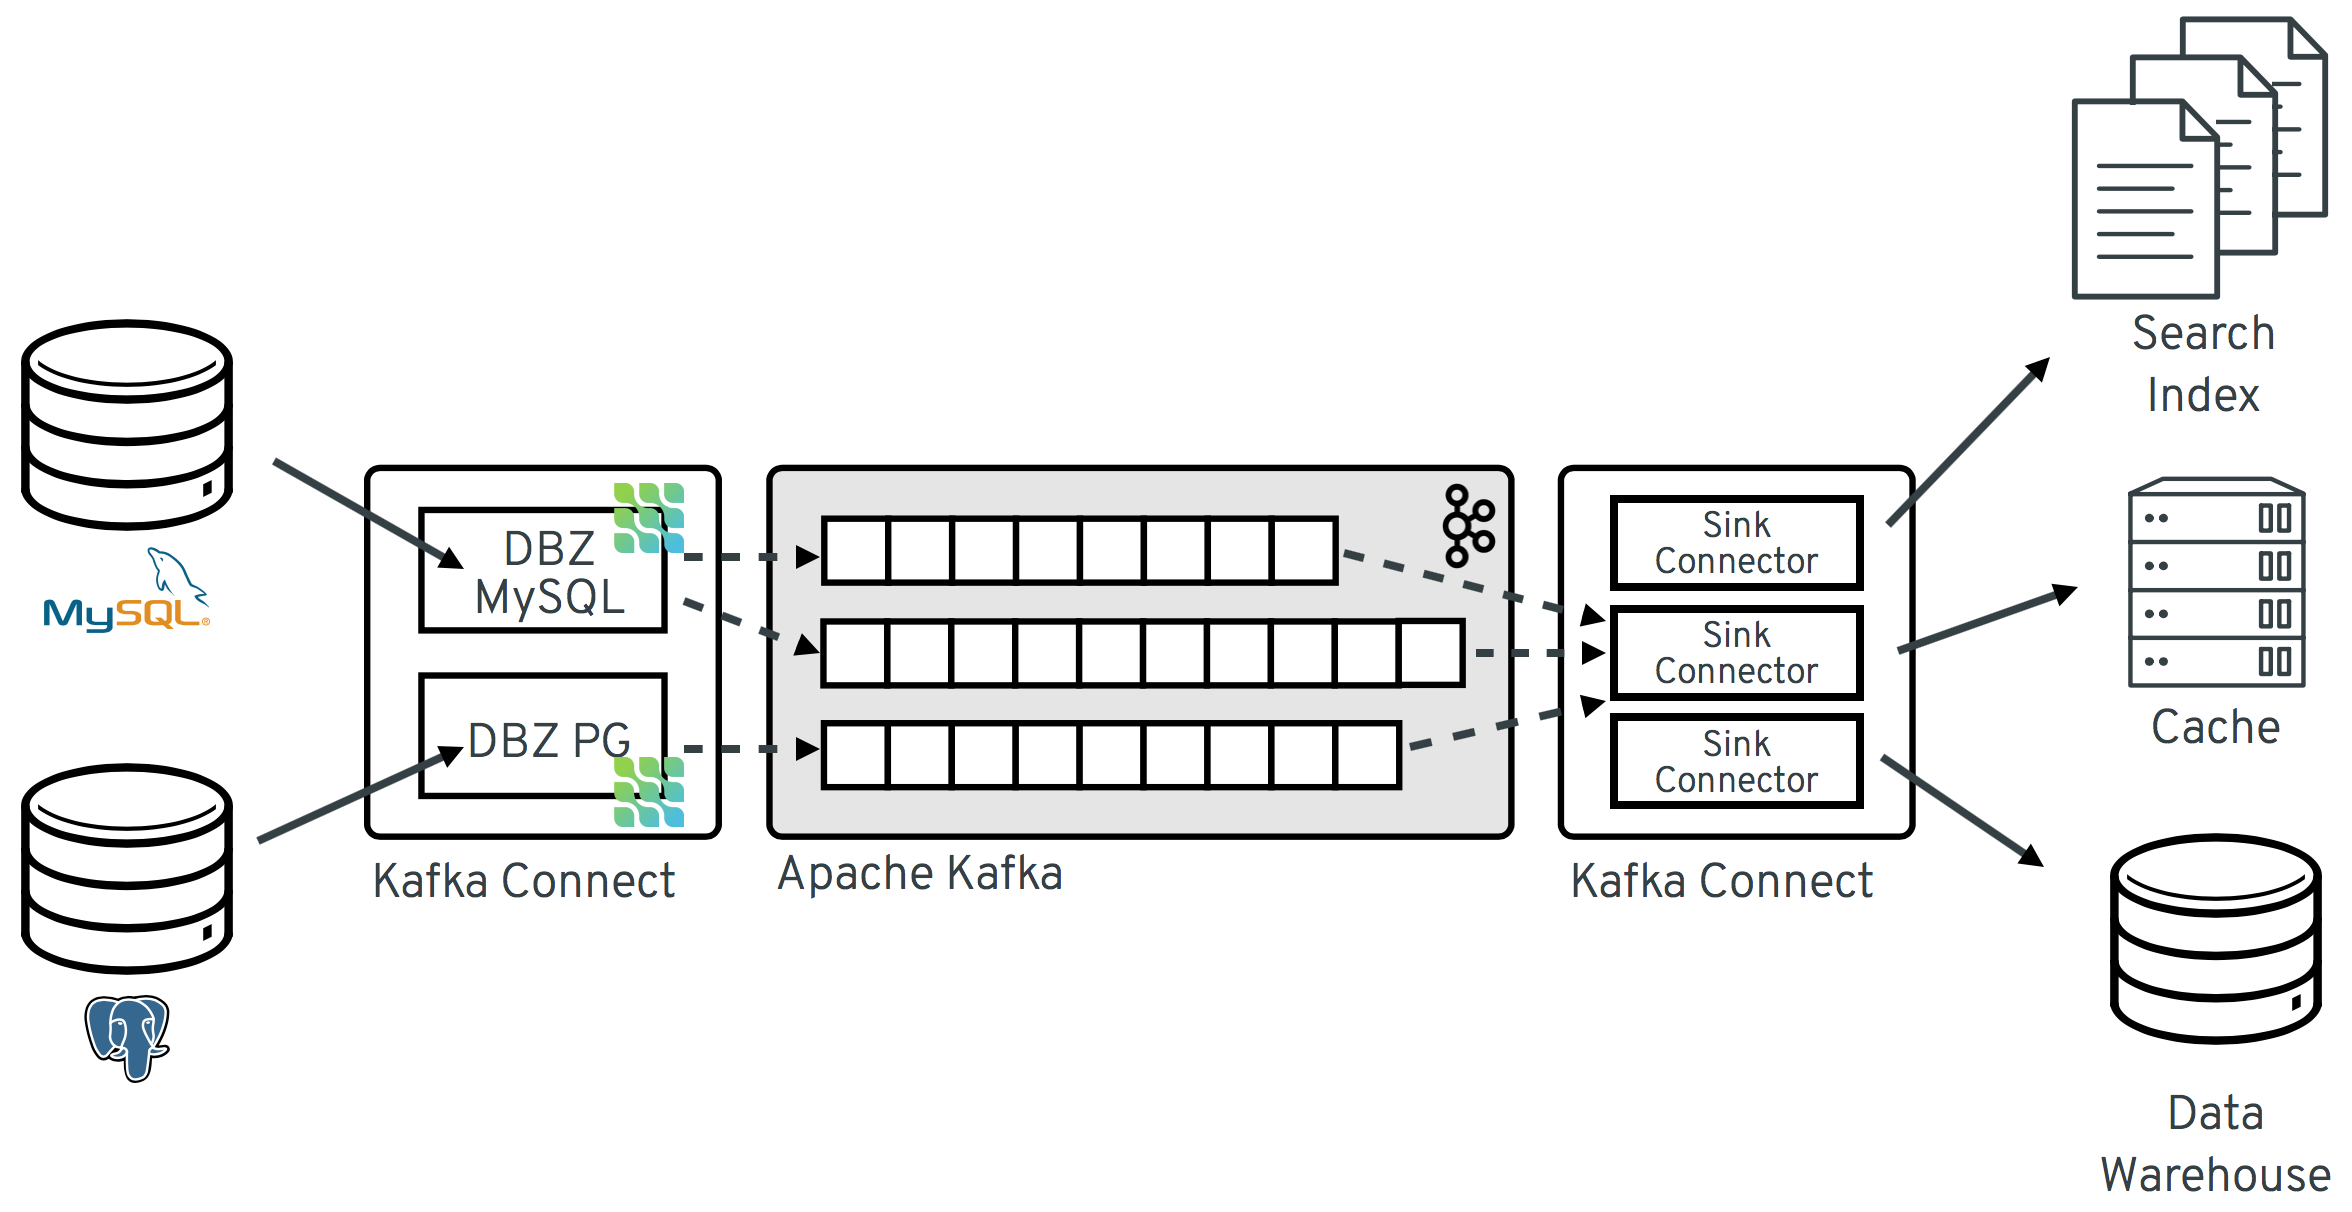 MySQL®
DBZ
MySQL
DBZ PG
Kafka Connect
Apache Kafka
Sink
Connector
Sink
Connector
Sink
Connector
Kafka Connect
Search
Index
Cache
Data
Warehouse